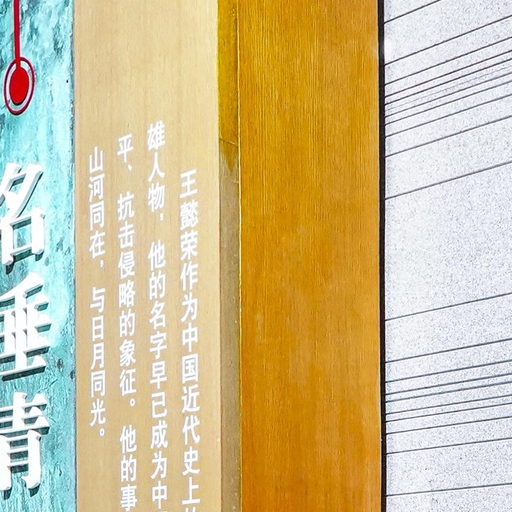 王懿荣作为中国近代史上
雄人物，他的名字早已成为中
平、抗击侵略的象征。他的事
山河同在，与日月同光。
名垂青